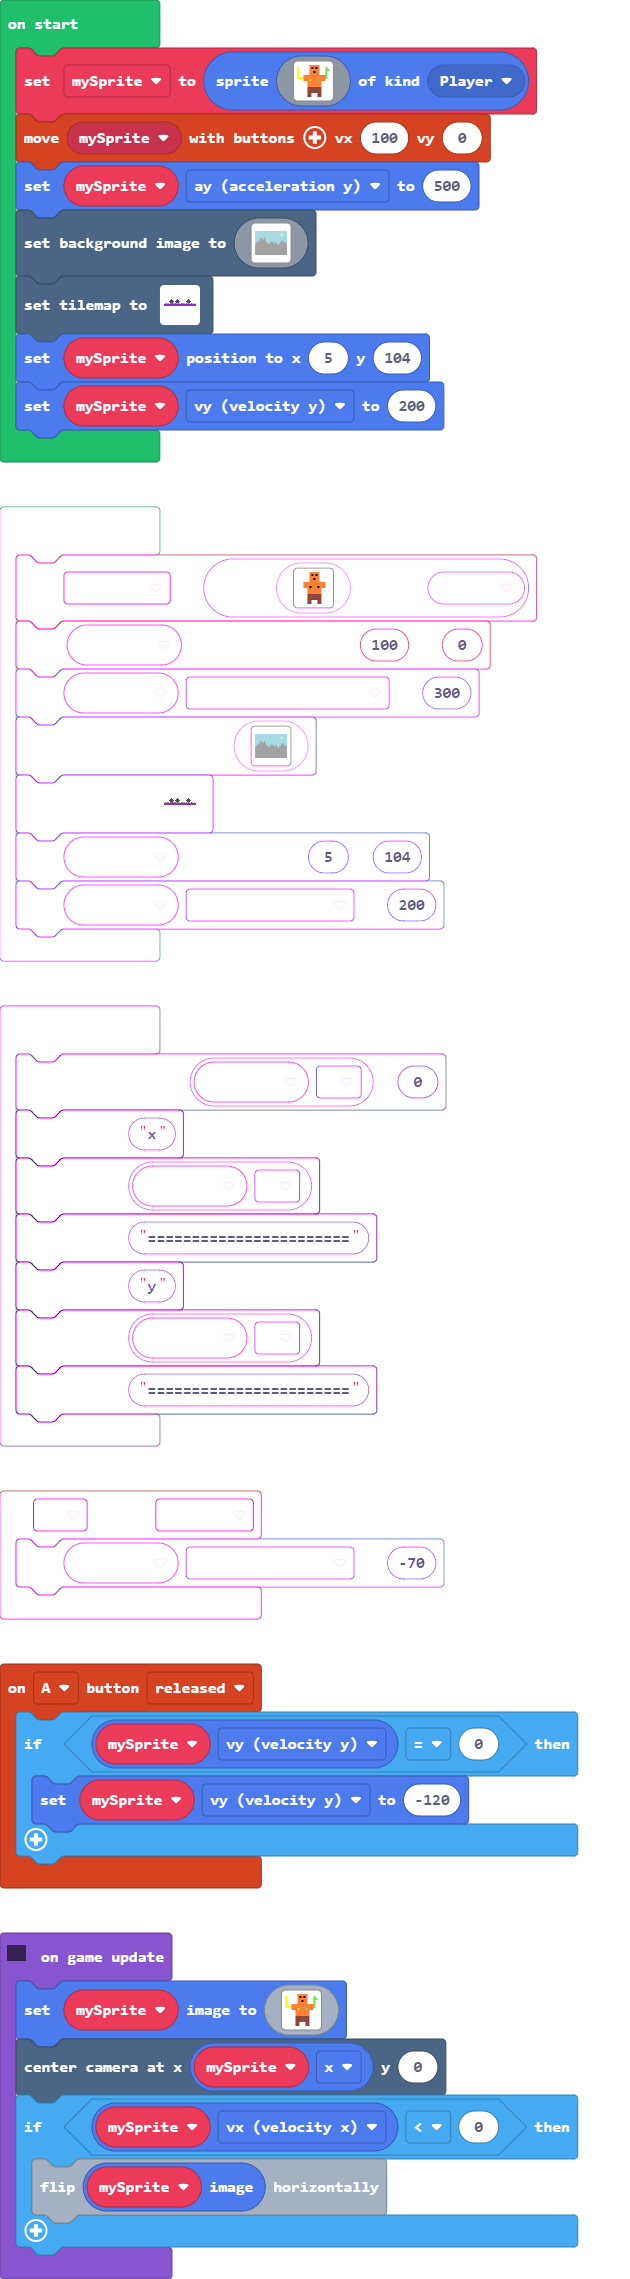 on start
set mySprite to sprite of kind Player
move mySprite with buttons vx 100 vy 0
set mySprite ay (acceleration y) to 500
set background image to
set tilemap to
set mySprite position to x 5 y 104
set mySprite vy (velocity y) to 200
100 0
300
5 104
200
0
"x"
"======================="
"y"
"======================="
-70
on A button released
if mySprite vy (velocity y) = 0 then
set mySprite vy (velocity y) to -120
on game update
set mySprite image to
center camera at x mySprite x y 0
if mySprite vx (velocity x) < 0 then
flip mySprite image horizontally